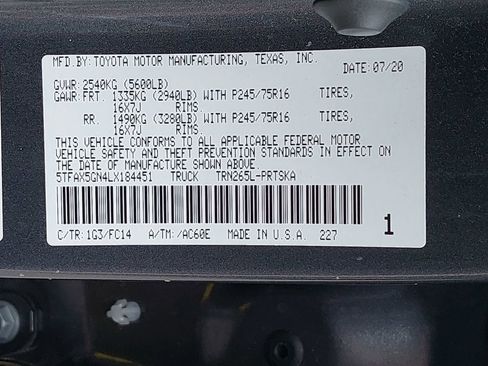 MFD.BY: TOYOTA MOTOR MANUFACTURING, TEXAS, INC.
DATE: 07/20
GVWR: 2540KG (5600LB)
GAWR: FRT. 1335KG (2940LB) WITH P245/75R16 TIRES,
16X7J RIMS.
RR. 1490KG (3280LB) WITH P245/75R16 TIRES,
16X7J RIMS.
THIS VEHICLE CONFORMS TO ALL APPLICABLE FEDERAL MOTOR
VEHICLE SAFETY AND THEFT PREVENTION STANDARDS IN EFFECT ON
THE DATE OF MANUFACTURE SHOWN ABOVE
5TFAX5GN4LX184451 TRUCK TRN265L-PRTSKA
1
C/TR: 1G3/FC14 A/TM: /AC60E MADE IN U.S.A. 227